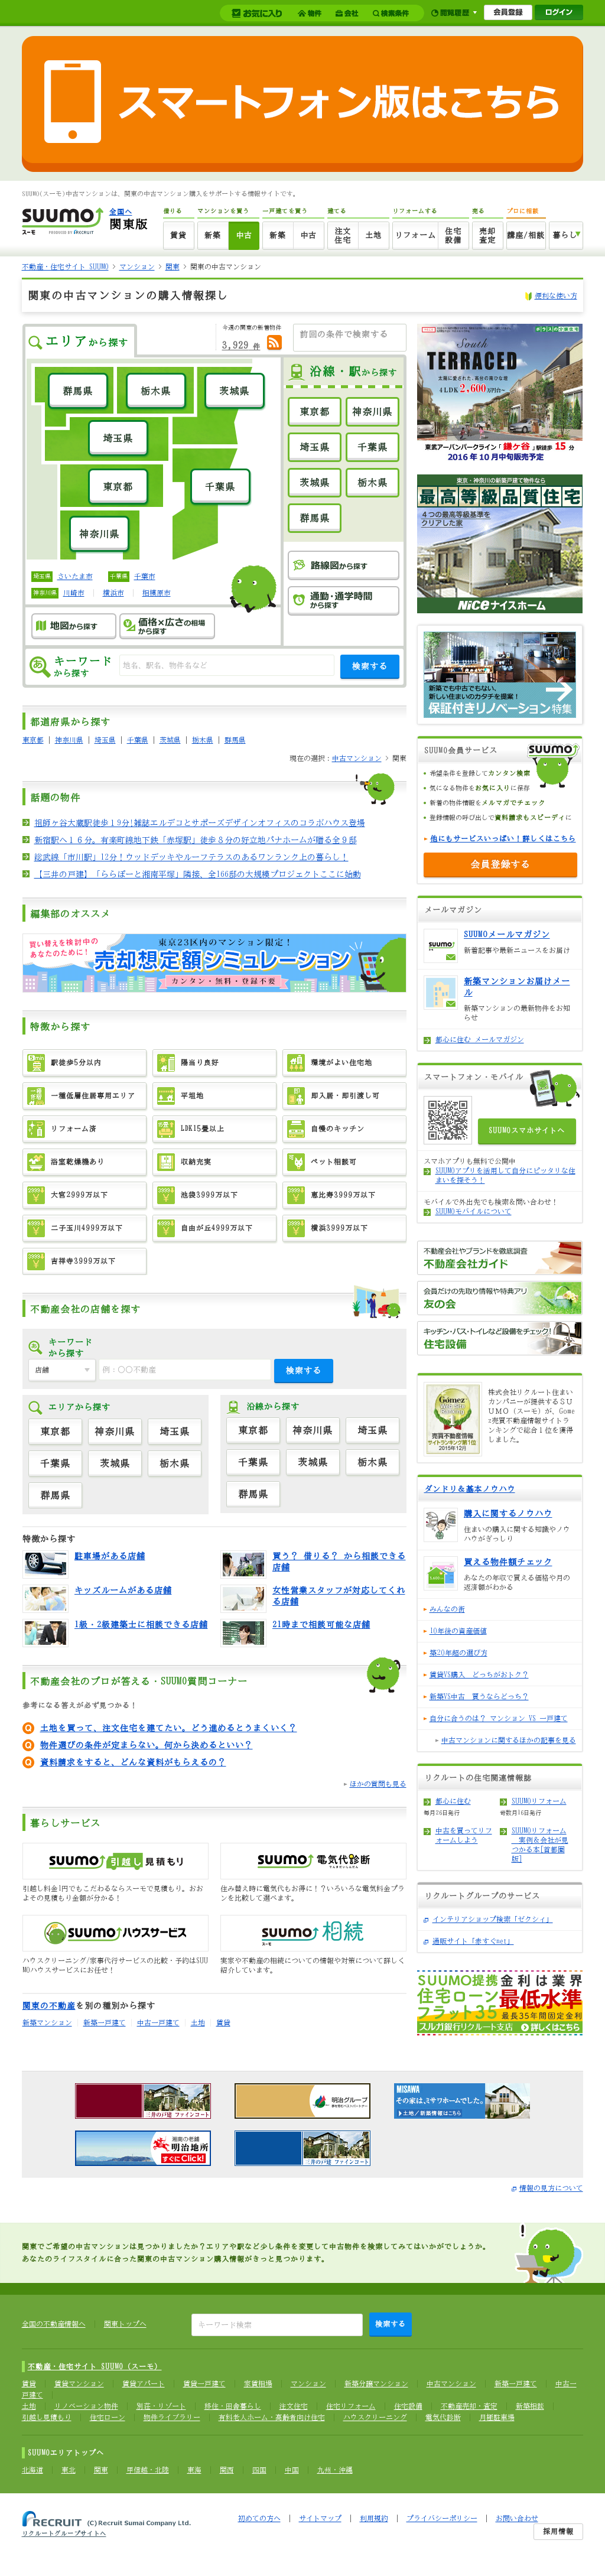 お気に入り 物件 会社 検索条件 閲覧履歴 会員登録 ログイン
スマートフォン版はこちら
SUUMO(スーモ)中古マンションは、関東の中古マンション購入をサポートする情報サイトです。
SUUMO スーモ
全国へ
関東版
借りる マンションを買う 一戸建てを買う 建てる リフォームする 売る プロに相談
賃貸 新築 中古 新築 中古 注文住宅 土地 リフォーム 住宅設備 売却査定 講座/相談 暮らし
不動産・住宅サイト SUUMO > マンション > 関東 > 関東の中古マンション
関東の中古マンションの購入情報探し
便利な使い方
エリアから探す
今週の関東の新着物件
3,929 件
前回の条件で検索する
群馬県 栃木県 茨城県
埼玉県
東京都 千葉県
神奈川県
埼玉県 さいたま市 千葉県 千葉市
神奈川県 川崎市 横浜市 相模原市
地図から探す
価格×広さの相場から探す
沿線・駅から探す
東京都 神奈川県
埼玉県 千葉県
茨城県 栃木県
群馬県
路線図から探す
通勤・通学時間から探す
キーワードから探す
地名、駅名、物件名など
検索する
都道府県から探す
東京都 | 神奈川県 | 埼玉県 | 千葉県 | 茨城県 | 栃木県 | 群馬県
現在の選択:中古マンション > 関東
話題の物件
祖師ヶ谷大蔵駅徒歩19分!雑誌エルデコとサポーズデザインオフィスのコラボハウス登場
新宿駅へ16分。有楽町線地下鉄「赤塚駅」徒歩8分の好立地パナホームが贈る全9邸
総武線「市川駅」12分!ウッドデッキやルーフテラスのあるワンランク上の暮らし!
【三井の戸建】「ららぽーと湘南平塚」隣接、全166邸の大規模プロジェクトここに始動
編集部のオススメ
買い替えを検討中のあなたのために!
東京23区内のマンション限定!
売却想定額シミュレーション
カンタン・無料・登録不要
特徴から探す
駅徒歩5分以内 陽当り良好 環境がよい住宅地
一種低層住居専用エリア 平坦地 即入居・即引渡し可
リフォーム済 LDK15畳以上 自慢のキッチン
浴室乾燥機あり 収納充実 ペット相談可
大宮2999万以下 池袋3999万以下 恵比寿3999万以下
二子玉川4999万以下 自由が丘4999万以下 横浜3999万以下
吉祥寺3999万以下
不動産会社の店舗を探す
キーワードから探す
店舗 例:〇〇不動産 検索する
エリアから探す
東京都 神奈川県 埼玉県
千葉県 茨城県 栃木県
群馬県
沿線から探す
東京都 神奈川県 埼玉県
千葉県 茨城県 栃木県
群馬県
特徴から探す
駐車場がある店舗
買う? 借りる? から相談できる店舗
キッズルームがある店舗
女性営業スタッフが対応してくれる店舗
1級・2級建築士に相談できる店舗
21時まで相談可能な店舗
不動産会社のプロが答える・SUUMO質問コーナー
参考になる答えが必ず見つかる!
土地を買って、注文住宅を建てたい。どう進めるとうまくいく?
物件選びの条件が定まらない。何から決めるといい?
資料請求をすると、どんな資料がもらえるの?
ほかの質問も見る
暮らしサービス
SUUMO引越し見積もり
引越し料金1円でもこだわるならスーモで見積もり。おおよその見積もり金額が分かる!
SUUMO電気代診断
住み替え時に電気代もお得に!?いろいろな電気料金プランを比較して選べます。
SUUMOハウスサービス
ハウスクリーニング/家事代行サービスの比較・予約はSUUMOハウスサービスにお任せ!
SUUMO相続
実家や不動産の相続についての情報や対策について詳しく紹介しています。
関東の不動産を別の種別から探す
新築マンション 新築一戸建て 中古一戸建て 土地 賃貸
South TERRACED
太陽に愛された、南向きの陽だまり
4LDK 2,600万円~
東武アーバンパークライン「鎌ヶ谷」駅徒歩15分
2016年10月中旬販売予定
東京・神奈川の新築戸建て物件なら
最高等級品質住宅
4つの最高等級基準をクリアした家
NICEナイスホーム
新築でも中古でもない、新しい住まいのカタチを提案!
保証付きリノベーション特集
SUUMO会員サービス
希望条件を登録してカンタン検索
気になる物件をお気に入りに保存
新着の物件情報をメルマガでチェック
登録情報の呼び出しで資料請求もスピーディに
他にもサービスいっぱい!詳しくはこちら
会員登録する
メールマガジン
SUUMOメールマガジン
新着記事や最新ニュースをお届け
新築マンションお届けメール
新築マンションの最新物件をお知らせ
都心に住む メールマガジン
スマートフォン・モバイル
SUUMOスマホサイトへ
スマホアプリも無料で公開中
SUUMOアプリを活用して自分にピッタリな住まいを探そう!
モバイルで外出先でも検索&問い合わせ!
SUUMOモバイルについて
不動産会社やブランドを徹底調査
不動産会社ガイド
会員だけの先取り情報や特典アリ
友の会
キッチン・バス・トイレなど設備をチェック!
住宅設備
Gomez
売買不動産情報サイトランキング第1位
2015年12月
株式会社リクルート住まいカンパニーが提供するSUUMO(スーモ)が、Gomez売買不動産情報サイトランキングで総合1位を獲得しました。
ダンドリ&基本ノウハウ
購入に関するノウハウ
住まいの購入に関する知識やノウハウがぎっしり
買える物件額チェック
あなたの年収で買える価格や月の返済額がわかる
みんなの街
10年後の資産価値
築20年超の選び方
賃貸VS購入 どっちがおトク?
新築VS中古 買うならどっち?
自分に合うのは? マンション VS 一戸建て
中古マンションに関するほかの記事を見る
リクルートの住宅関連情報誌
都心に住む
毎月26日発行
SUUMOリフォーム
奇数月16日発行
中古を買ってリフォームしよう
SUUMOリフォーム 実例&会社が見つかる本[首都圏版]
リクルートグループのサービス
インテリアショップ検索「ゼクシィ」
通販サイト「赤すぐnet」
SUUMO提携 金利は業界最低水準
住宅ローンフラット35 最長35年間固定金利
スルガ銀行リクルート支店 詳しくはこちら
三井の戸建 ファインコート
明治グループ
MISAWA
その家は、ミサワホームでした。
土地/新築情報はこちら
湘南の老舗
明治地所
すぐにClick!
三井の戸建 ファインコート
情報の見方について
関東でご希望の中古マンションは見つかりましたか?エリアや駅など少し条件を変更して中古物件を検索してみてはいかがでしょうか。
あなたのライフスタイルに合った関東の中古マンション購入情報がきっと見つかります。
全国の不動産情報へ 関東トップへ キーワード検索 検索する
不動産・住宅サイト SUUMO(スーモ)
賃貸 賃貸マンション 賃貸アパート 賃貸一戸建て 家賃相場 マンション 新築分譲マンション 中古マンション 新築一戸建て 中古一戸建て
土地 リノベーション物件 別荘・リゾート 移住・田舎暮らし 注文住宅 住宅リフォーム 住宅設備 不動産売却・査定 新築相談
引越し見積もり 住宅ローン 物件ライブラリー 有料老人ホーム・高齢者向け住宅 ハウスクリーニング 電気代診断 月極駐車場
SUUMOエリアトップへ
北海道 東北 関東 甲信越・北陸 東海 関西 四国 中国 九州・沖縄
RECRUIT (C) Recruit Sumai Company Ltd.
リクルートグループサイトへ
初めての方へ | サイトマップ | 利用規約 | プライバシーポリシー | お問い合わせ
採用情報